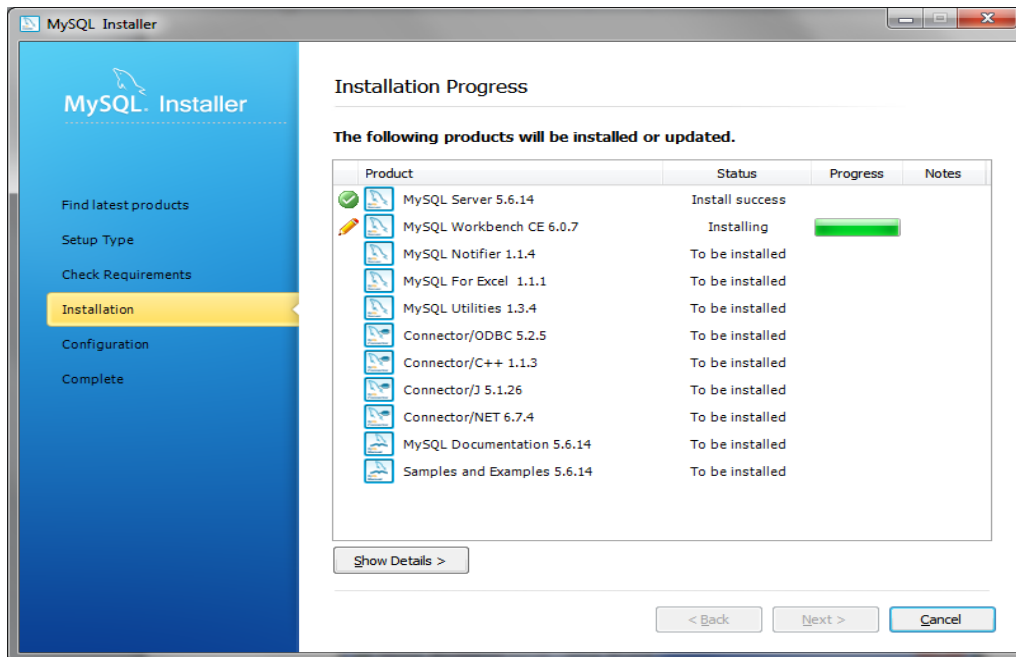 MySQL Installer
MySQL. Installer
Find latest products
Setup Type
Check Requirements
Installation
Configuration
Complete
Installation Progress
The following products will be installed or updated.
Product Status Progress Notes
MySQL Server 5.6.14 Install success
MySQL Workbench CE 6.0.7 Installing
MySQL Notifier 1.1.4 To be installed
MySQL For Excel 1.1.1 To be installed
MySQL Utilities 1.3.4 To be installed
Connector/ODBC 5.2.5 To be installed
Connector/C++ 1.1.3 To be installed
Connector/J 5.1.26 To be installed
Connector/NET 6.7.4 To be installed
MySQL Documentation 5.6.14 To be installed
Samples and Examples 5.6.14 To be installed
Show Details >
< Back Next > Cancel